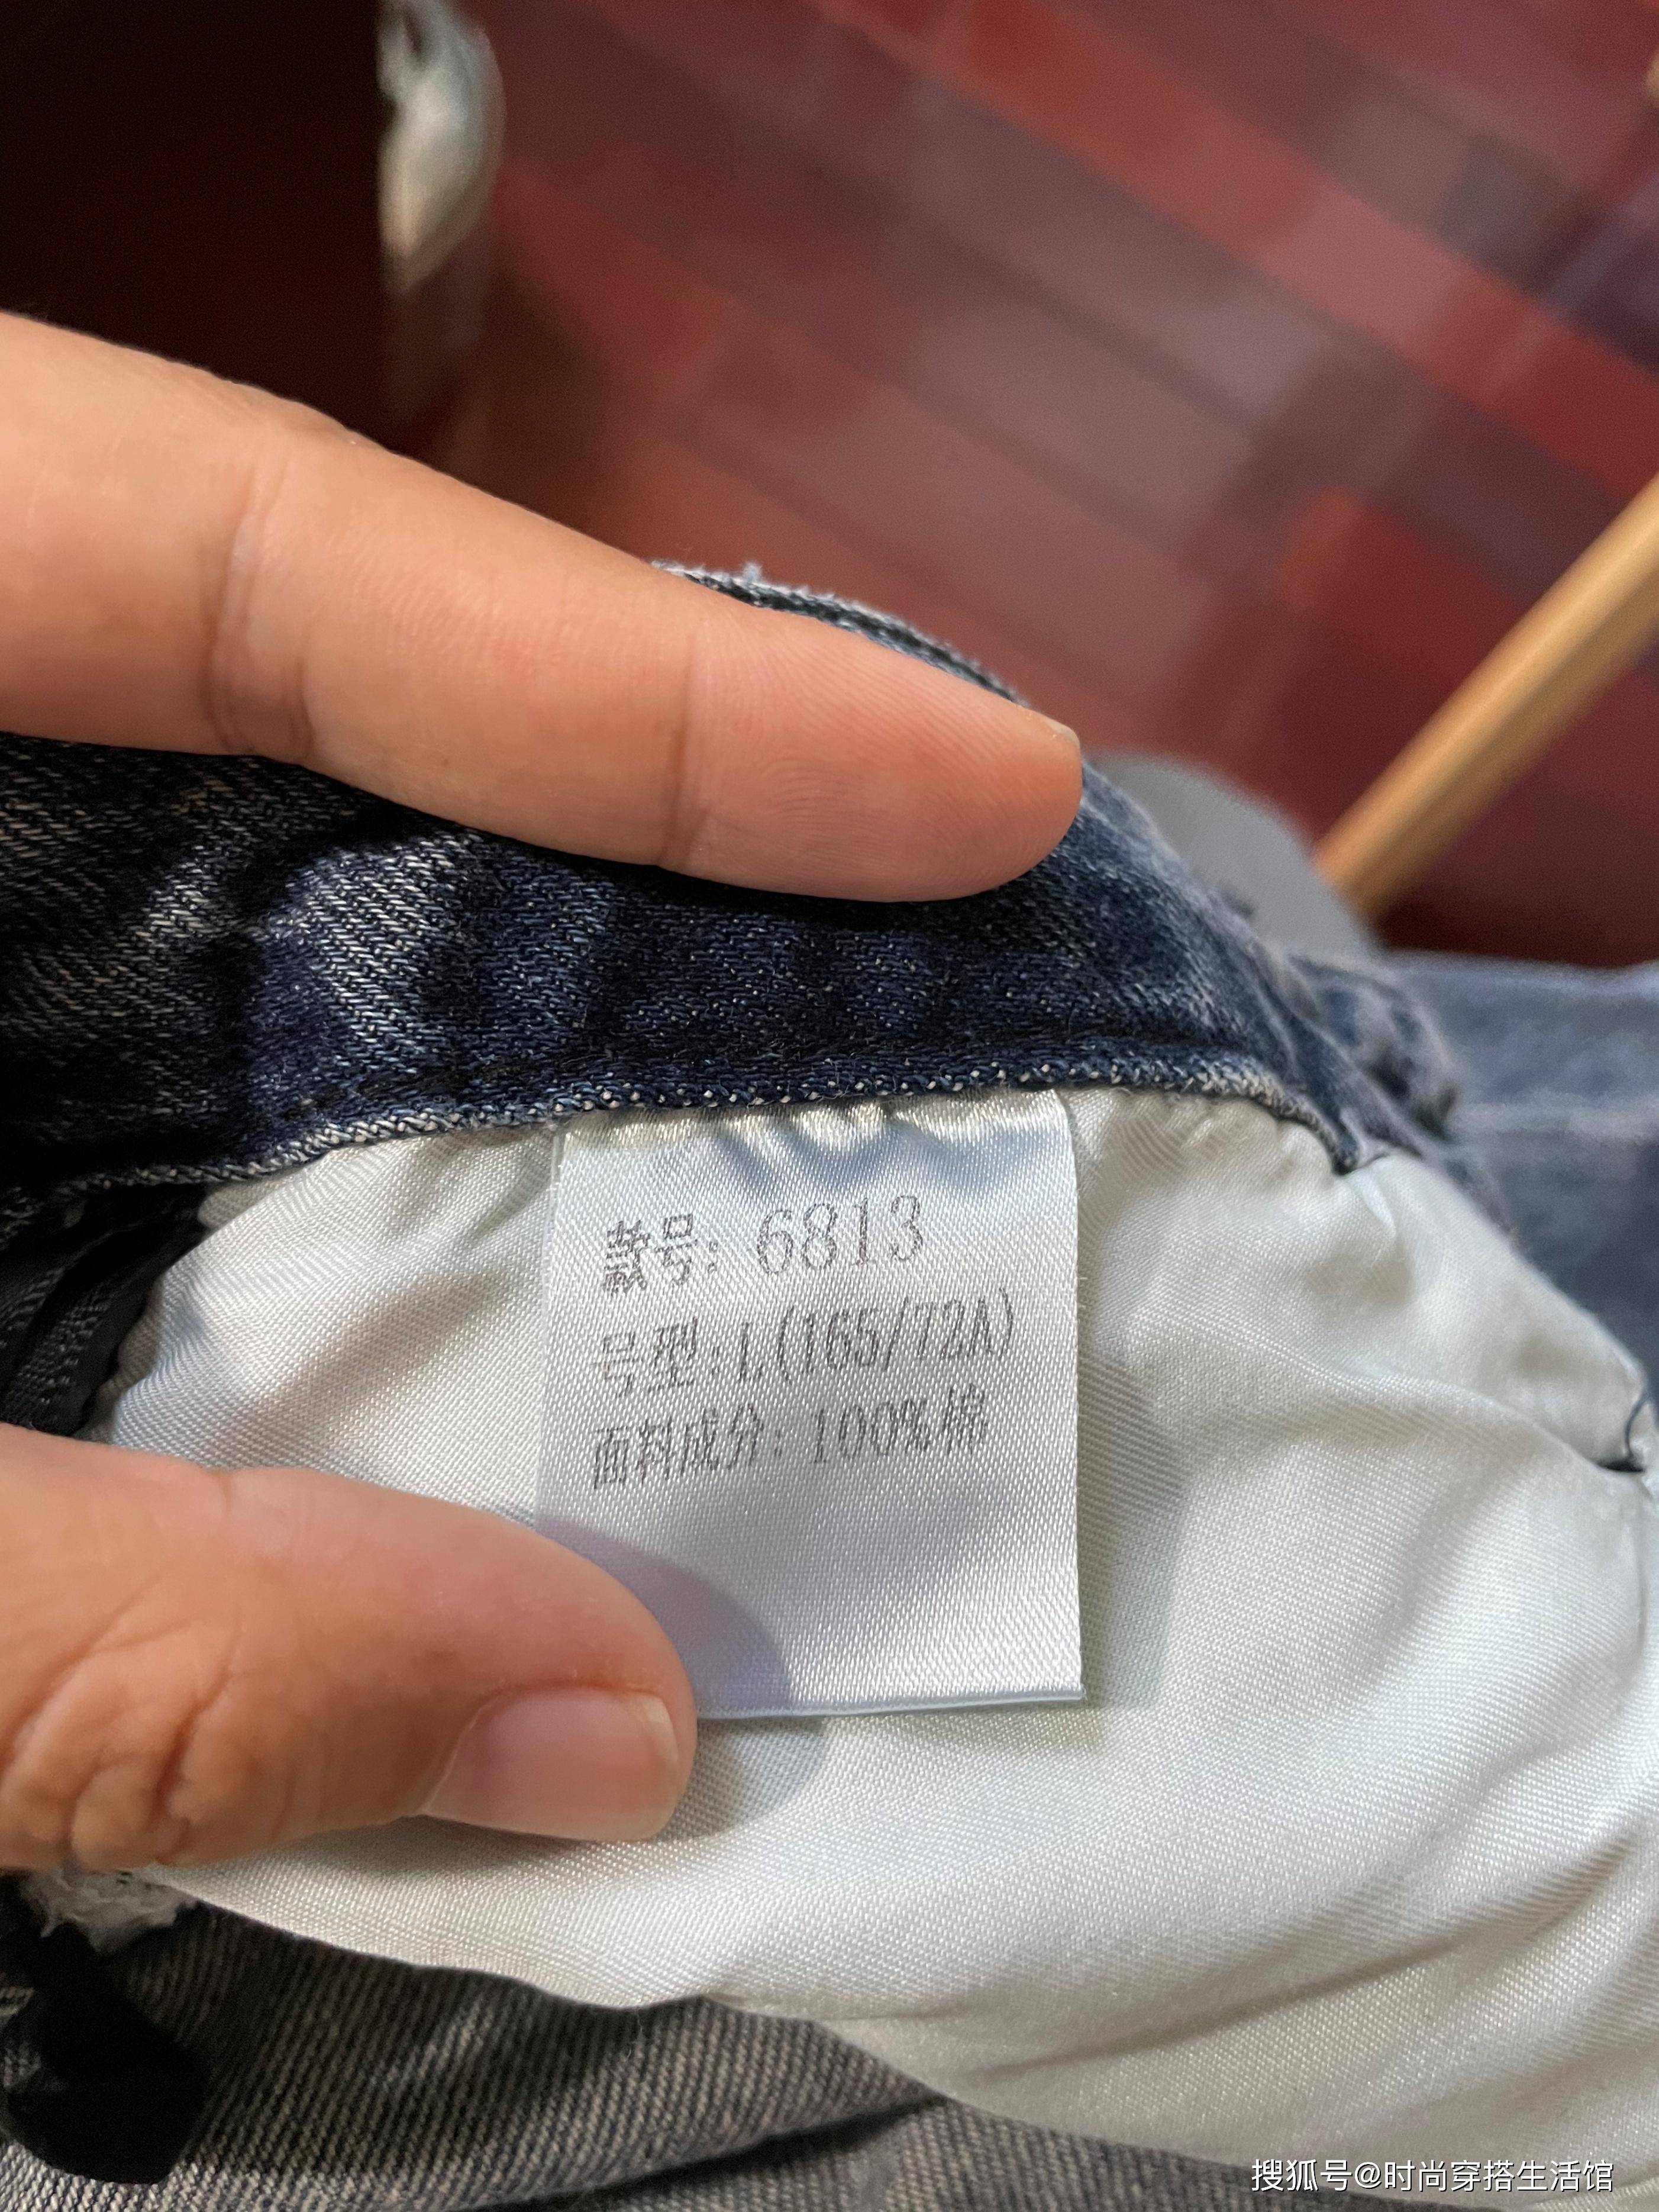 款号: 6813
号型:L(165/72A)
面料成分: 100%棉
搜狐号@时尚穿搭生活馆